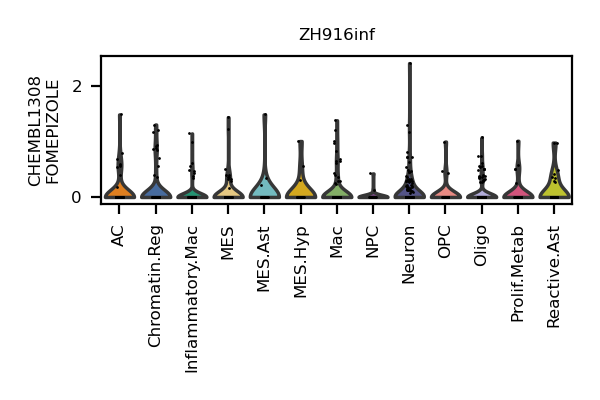 ZH916inf
CHEMBL1308
FOMEPIZOLE
2
0
AC
Chromatin.Reg
Inflammatory.Mac
MES
MES.Ast
MES.Hyp
Mac
NPC
Neuron
OPC
Oligo
Prolif.Metab
Reactive.Ast